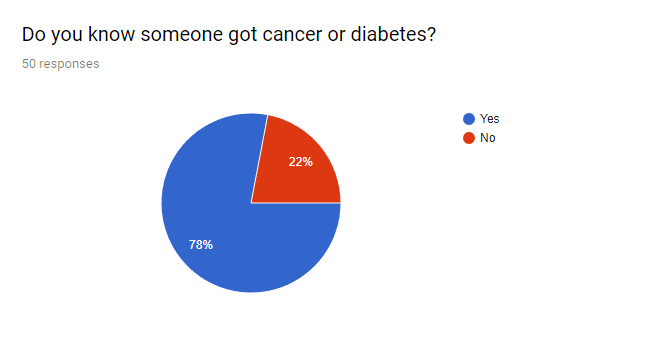 Do you know someone got cancer or diabetes?
50 responses
Yes
No
22%
78%